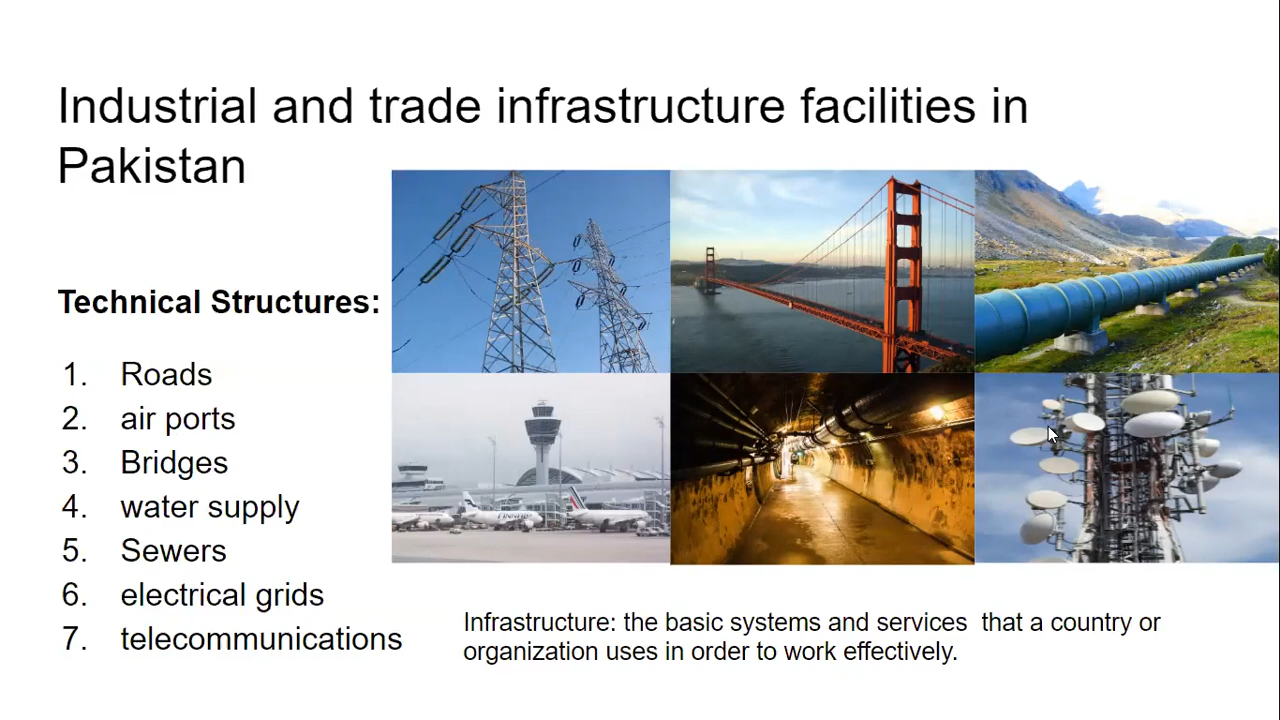 Industrial and trade infrastructure facilities in
Pakistan
Technical Structures:
1. Roads
2. air ports
3. Bridges
4. water supply
5. Sewers
6. electrical grids
7. telecommunications
Infrastructure: the basic systems and services  that a country or
organization uses in order to work effectively.